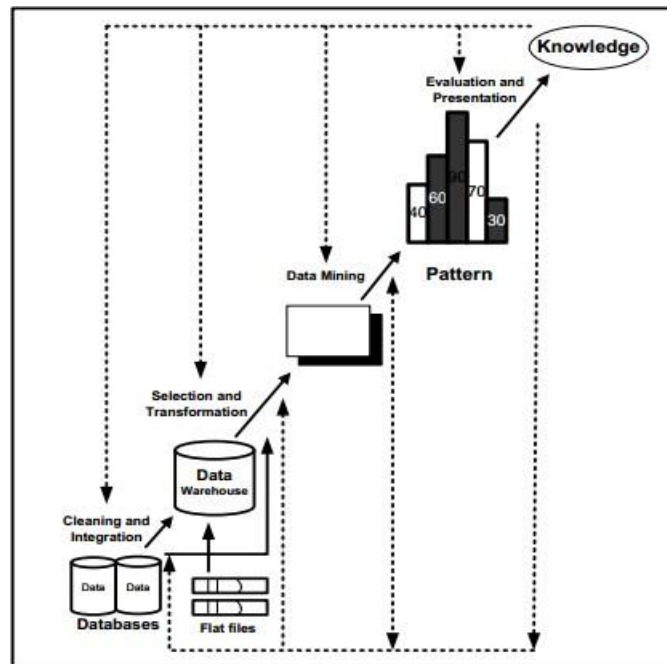 Knowledge
Evaluation and
Presentation
40
60
90
70
30
Pattern
Data Mining
Selection and
Transformation
Data
Warehouse
Cleaning and
Integration
Data
Data
Databases
Flat files